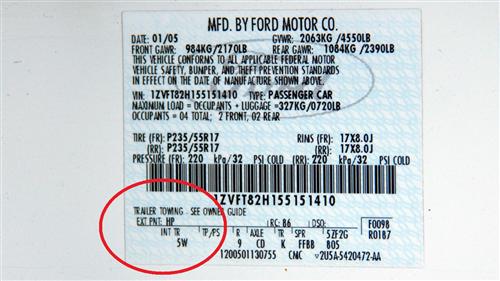 MFD. BY FORD MOTOR CO.
DATE: 01/05 GVWR: 2063KG /4550LB
FRONT GAWR: 984KG/2170LB REAR GAWR: 1084KG /2390LB
THIS VEHICLE CONFORMS TO ALL APPLICABLE FEDERAL MOTOR
VEHICLE SAFETY, BUMPER, AND THEFT PREVENTION STANDARDS
IN EFFECT ON THE DATE OF MANUFACTURE SHOWN ABOVE.
VIN: 1ZVFT82H155151410 TYPE: PASSENGER CAR
MAXIMUM LOAD = OCCUPANTS + LUGGAGE =327KG/0720LB
OCCUPANTS = 04 TOTAL; 2 FRONT, 02 REAR
TIRE (FR): P235/55R17 RIMS (FR): 17X8.0J
(RR): P235/55R17 (RR): 17X8.0J
PRESSURE (FR): 220 kPa/32 PSI COLD (RR): 220 kPa/32 PSI COLD
1ZVFT82H155151410
TRAILER TOWING - SEE OWNER GUIDE
EXT PNT: HP RC: 86 DSO: F0098
INT TR TP/PS R AXLE TR SPR 5ZF2G R0187
5W 9 CD K FFBB 805
1200501130755 CMC 2U5A-5420472-AA